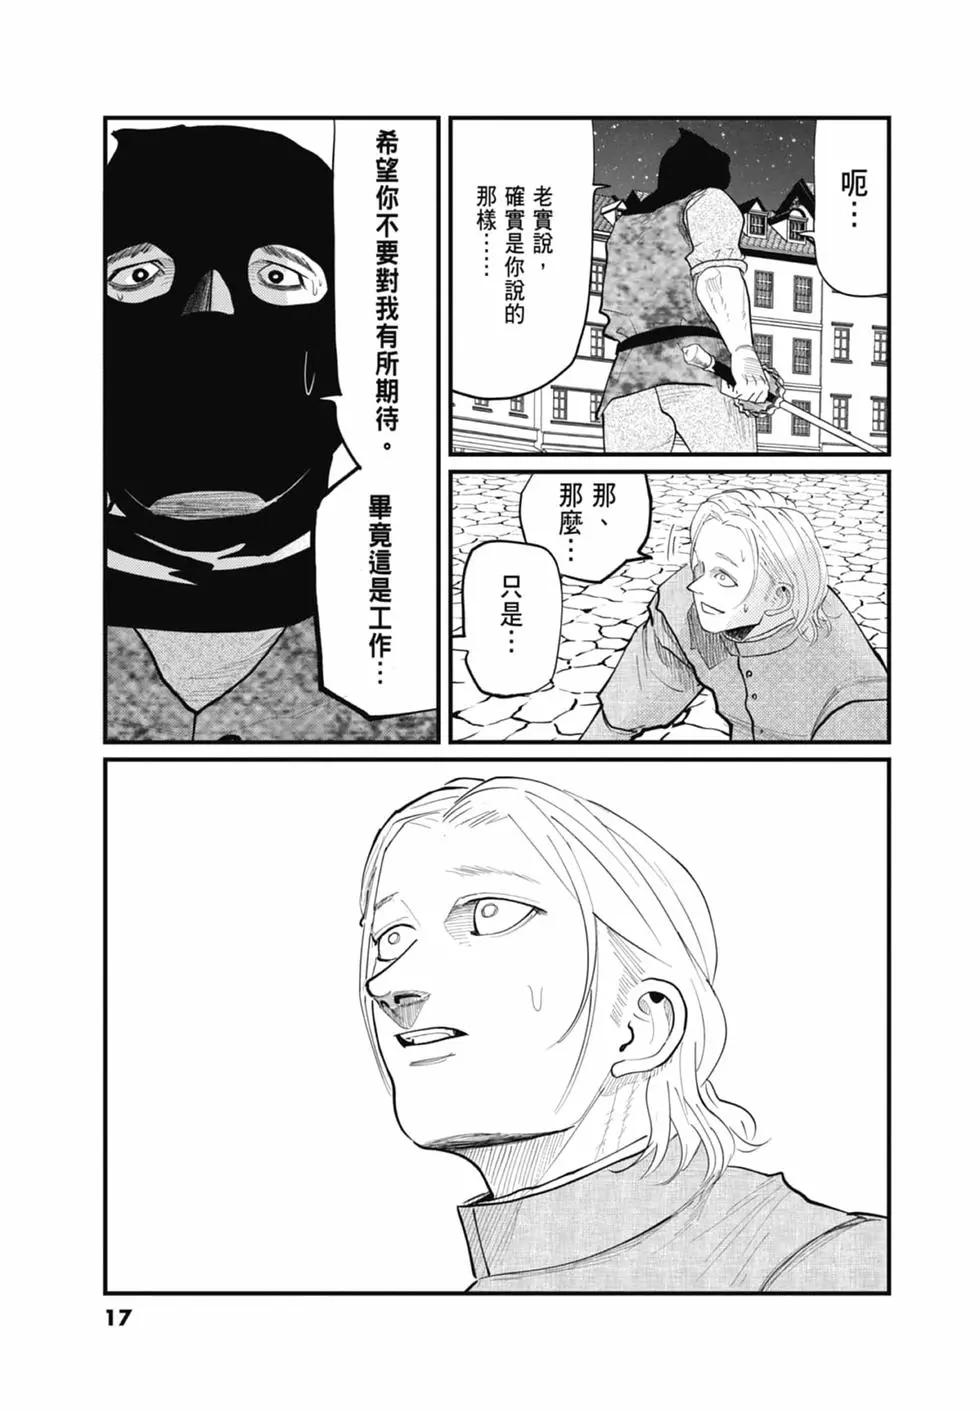 呃…
老實說，
確實是你說的
那樣……
那、
那麼…
只是…
希望你不要對我有所期待。
畢竟這是工作…
17